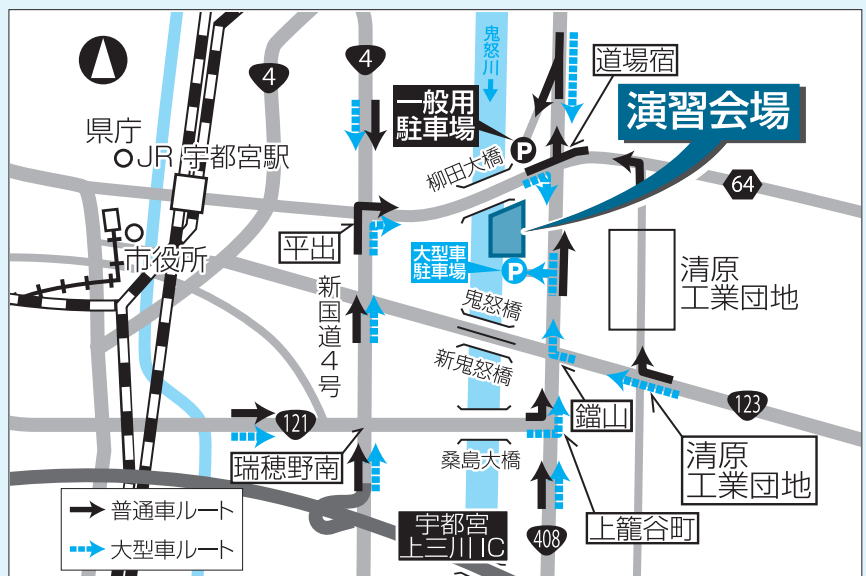 4
4
鬼怒川
道場宿
一般用
駐車場
P
演習会場
県庁
JR 宇都宮駅
柳田大橋
64
平出
市役所
大型車
駐車場
P
清原
工業団地
新国道4号
鬼怒橋
新鬼怒橋
121
鐺山
123
瑞穂野南
桑島大橋
清原
工業団地
普通車ルート
大型車ルート
宇都宮
上三川IC
408
上籠谷町